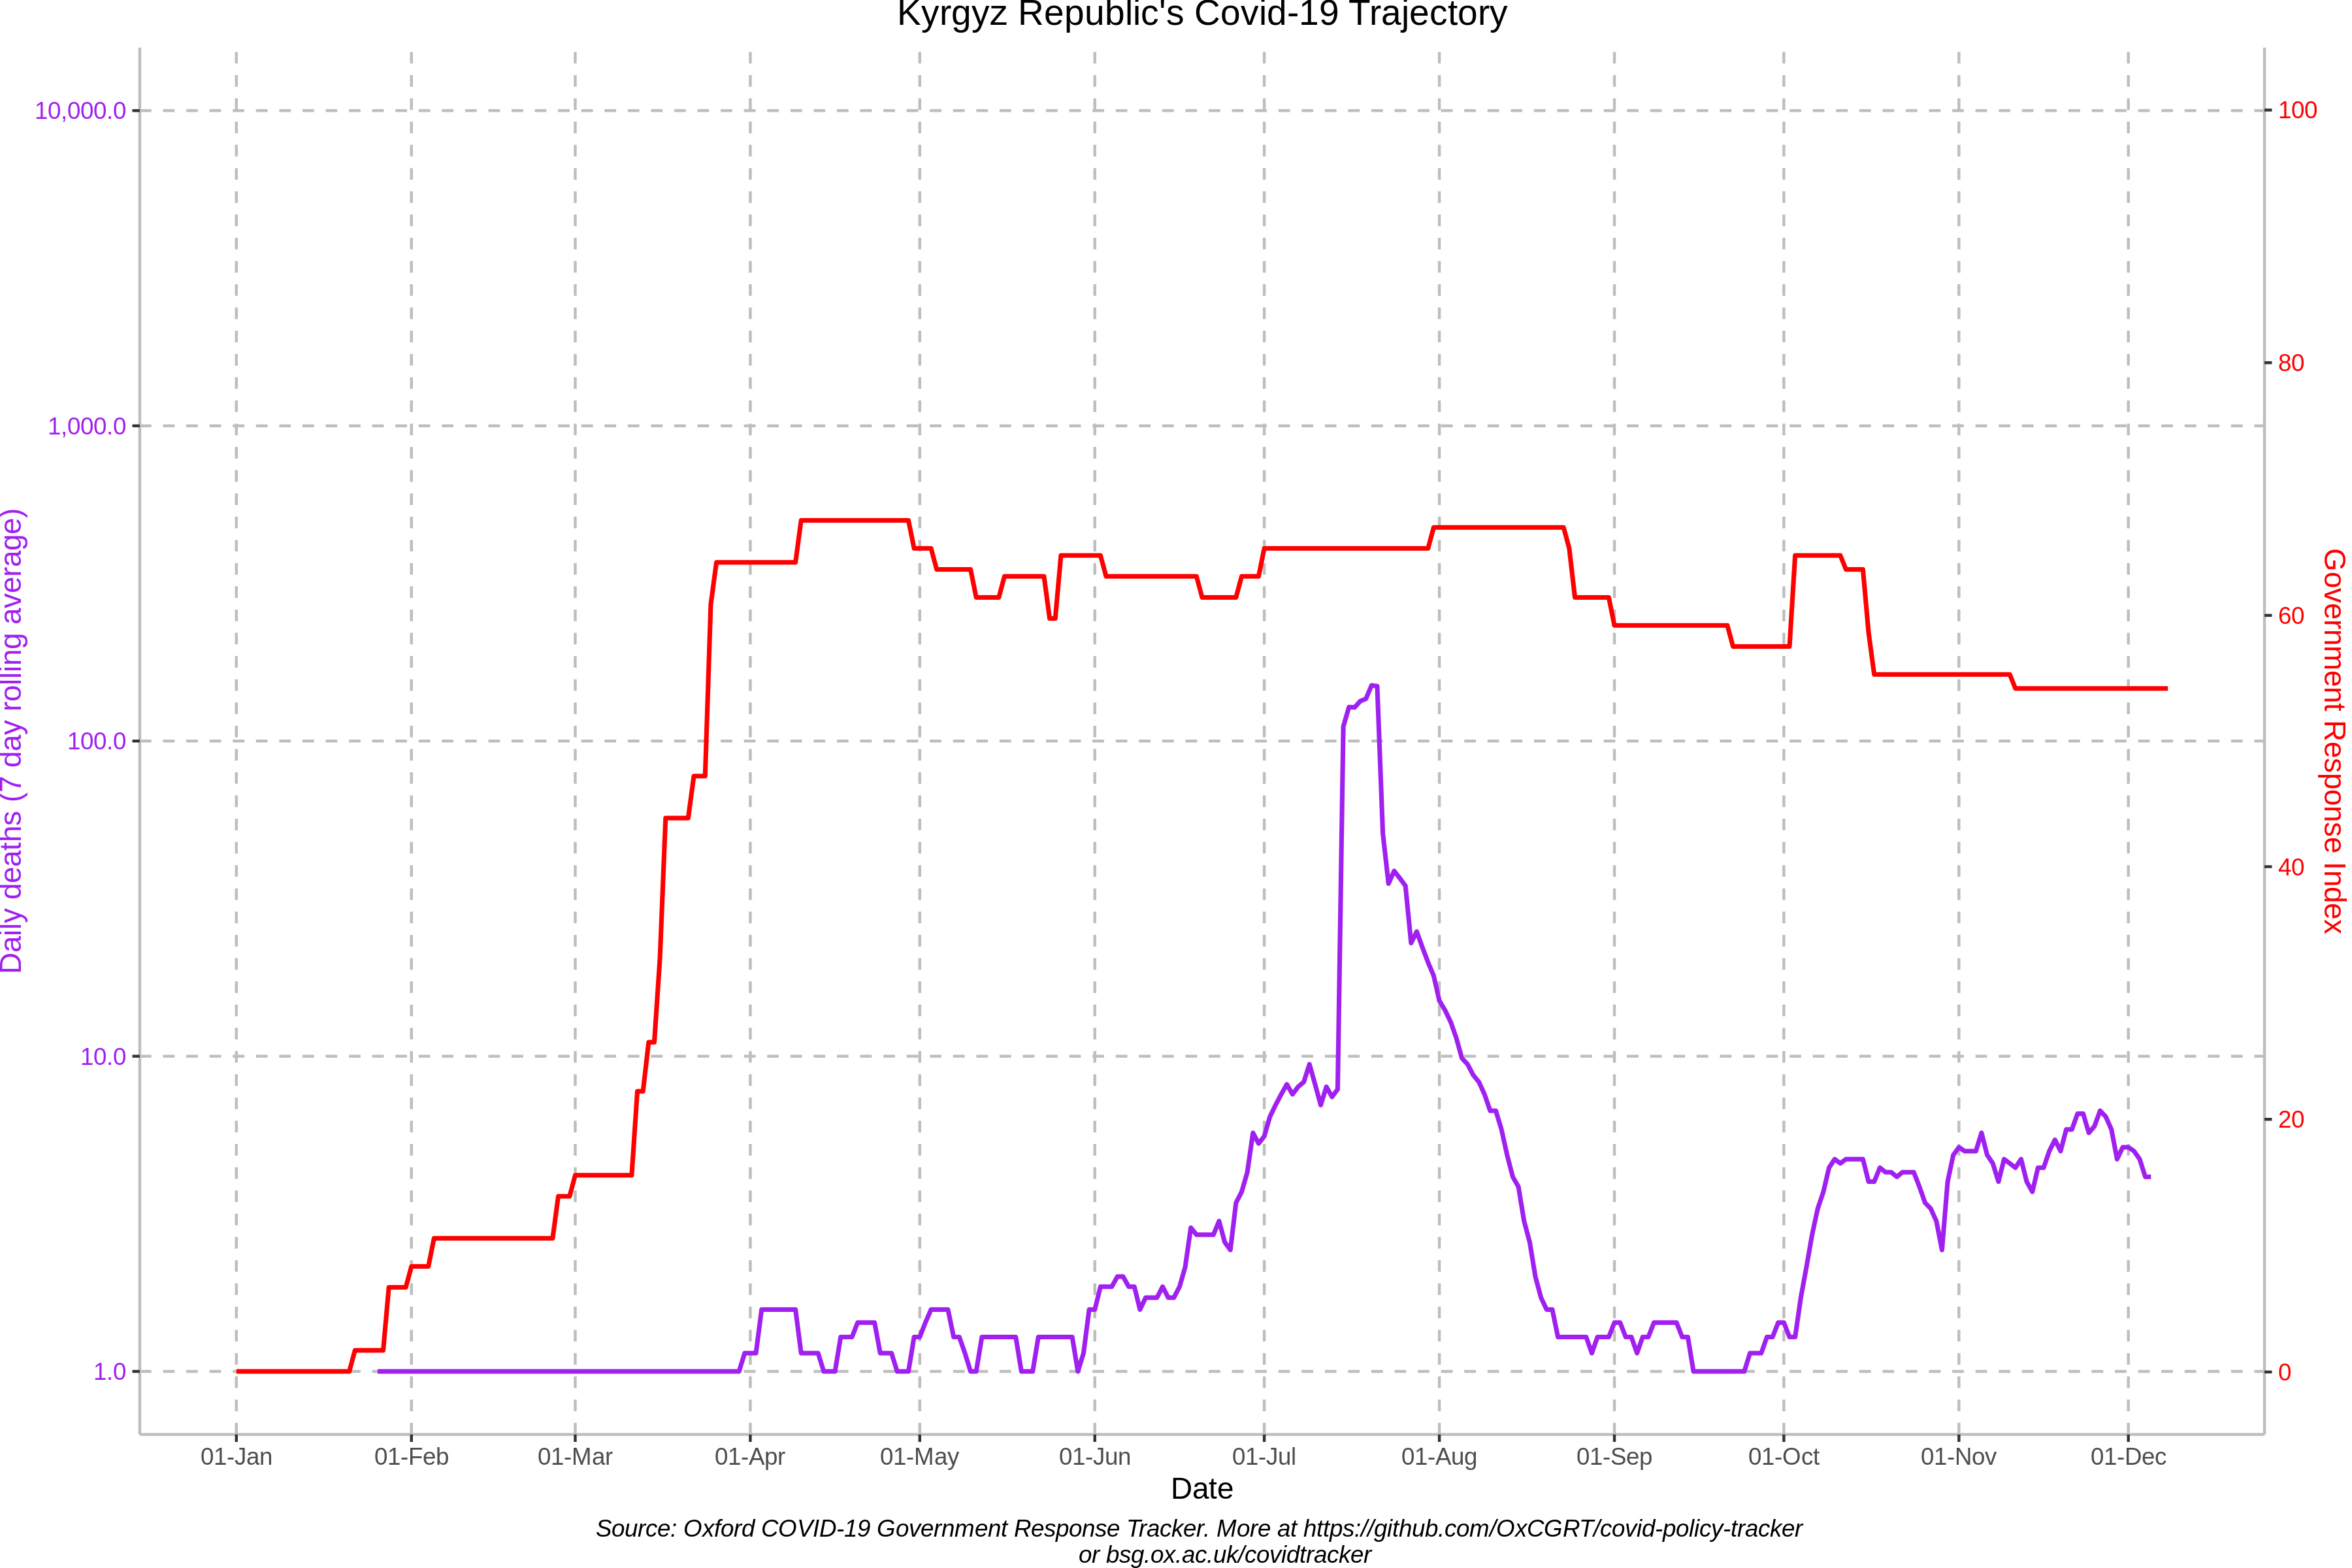 Kyrgyz Republic's Covid-19 Trajectory
10,000.0
1,000.0
100.0
10.0
1.0
Daily deaths (7 day rolling average)
100
80
60
40
20
0
Government Response Index
01-Jan 01-Feb 01-Mar 01-Apr 01-May 01-Jun 01-Jul 01-Aug 01-Sep 01-Oct 01-Nov 01-Dec
Date
Source: Oxford COVID-19 Government Response Tracker. More at https://github.com/OxCGRT/covid-policy-tracker
or bsg.ox.ac.uk/covidtracker